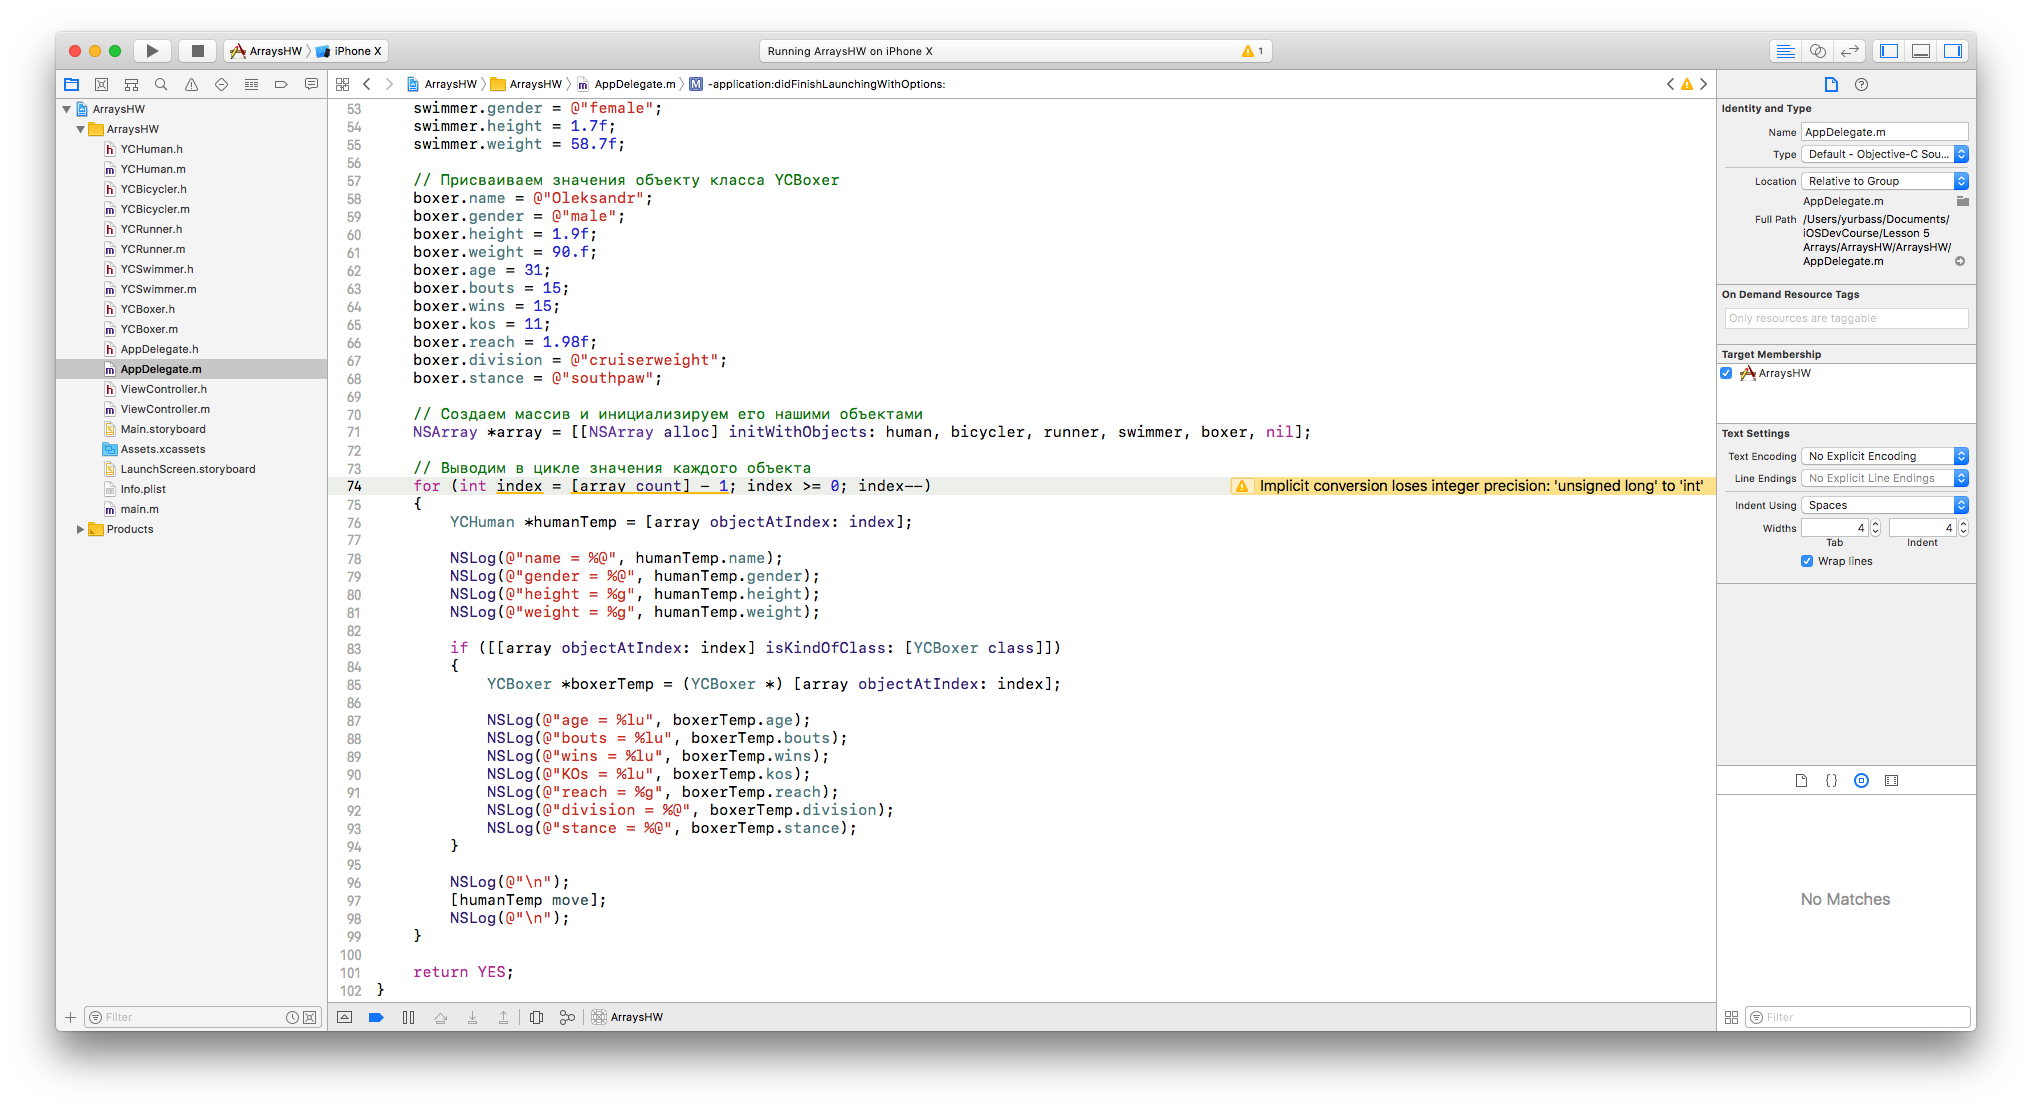 ArraysHW
iPhone X
Running ArraysHW on iPhone X
1
ArraysHW
ArraysHW
YCHuman.h
YCHuman.m
YCBicycler.h
YCBicycler.m
YCRunner.h
YCRunner.m
YCSwimmer.h
YCSwimmer.m
YCBoxer.h
YCBoxer.m
AppDelegate.h
AppDelegate.m
ViewController.h
ViewController.m
Main.storyboard
Assets.xcassets
LaunchScreen.storyboard
Info.plist
main.m
Products
Filter
ArraysHW
ArraysHW
AppDelegate.m
M
-application:didFinishLaunchingWithOptions:
53 swimmer.gender = @"female";
54 swimmer.height = 1.7f;
55 swimmer.weight = 58.7f;
56
57 // Присваиваем значения объекту класса YCBoxer
58 boxer.name = @"Oleksandr";
59 boxer.gender = @"male";
60 boxer.height = 1.9f;
61 boxer.weight = 90.f;
62 boxer.age = 31;
63 boxer.bouts = 15;
64 boxer.wins = 15;
65 boxer.kos = 11;
66 boxer.reach = 1.98f;
67 boxer.division = @"cruiserweight";
68 boxer.stance = @"southpaw";
69
70 // Создаем массив и инициализируем его нашими объектами
71 NSArray *array = [[NSArray alloc] initWithObjects: human, bicycler, runner, swimmer, boxer, nil];
72
73 // Выводим в цикле значения каждого объекта
74 for (int index = [array count] - 1; index >= 0; index--)
Implicit conversion loses integer precision: 'unsigned long' to 'int'
75 {
76 YCHuman *humanTemp = [array objectAtIndex: index];
77
78 NSLog(@"name = %@", humanTemp.name);
79 NSLog(@"gender = %@", humanTemp.gender);
80 NSLog(@"height = %g", humanTemp.height);
81 NSLog(@"weight = %g", humanTemp.weight);
82
83 if ([[array objectAtIndex: index] isKindOfClass: [YCBoxer class]])
84 {
85 YCBoxer *boxerTemp = (YCBoxer *) [array objectAtIndex: index];
86
87 NSLog(@"age = %lu", boxerTemp.age);
88 NSLog(@"bouts = %lu", boxerTemp.bouts);
89 NSLog(@"wins = %lu", boxerTemp.wins);
90 NSLog(@"KOs = %lu", boxerTemp.kos);
91 NSLog(@"reach = %g", boxerTemp.reach);
92 NSLog(@"division = %@", boxerTemp.division);
93 NSLog(@"stance = %@", boxerTemp.stance);
94 }
95
96 NSLog(@"\n");
97 [humanTemp move];
98 NSLog(@"\n");
99 }
100
101 return YES;
102 }
ArraysHW
Identity and Type
Name AppDelegate.m
Type Default - Objective-C Sou...
Location Relative to Group
AppDelegate.m
Full Path /Users/yurbass/Documents/
iOSDevCourse/Lesson 5
Arrays/ArraysHW/ArraysHW/
AppDelegate.m
On Demand Resource Tags
Only resources are taggable
Target Membership
ArraysHW
Text Settings
Text Encoding No Explicit Encoding
Line Endings No Explicit Line Endings
Indent Using Spaces
Widths 4 4
Tab Indent
Wrap lines
No Matches
Filter